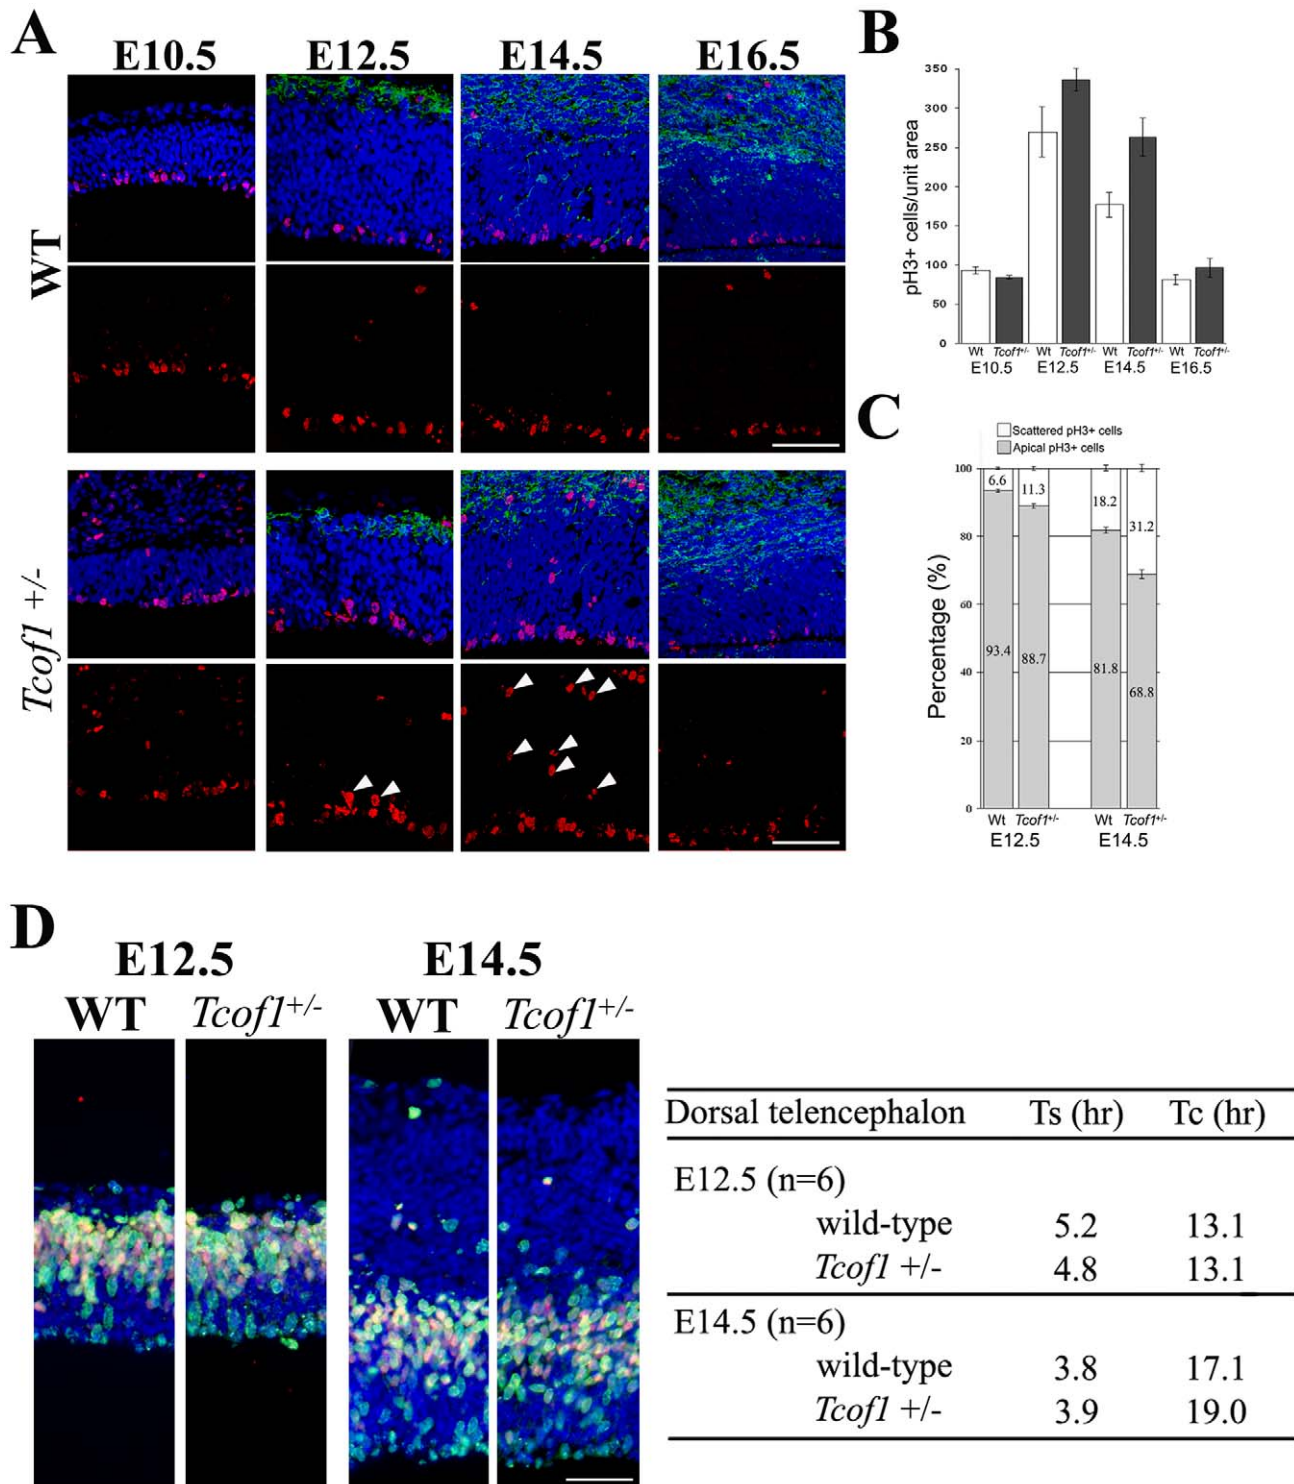 A
E10.5 E12.5 E14.5 E16.5
WT
Tcof1 +/-
B
350
300
250
200
150
100
50
0
pH3+ cells/unit area
Wt Tcof1+/- Wt Tcof1+/- Wt Tcof1+/- Wt Tcof1+/-
E10.5 E12.5 E14.5 E16.5
C
Scattered pH3+ cells
Apical pH3+ cells
100
80
60
40
20
0
Percentage (%)
6.6 11.3 18.2 31.2
93.4 88.7 81.8 68.8
Wt Tcof1+/- Wt Tcof1+/-
E12.5 E14.5
D
E12.5 E14.5
WT Tcof1+/- WT Tcof1+/-
Dorsal telencephalon Ts (hr) Tc (hr)
E12.5 (n=6)
wild-type 5.2 13.1
Tcof1 +/- 4.8 13.1
E14.5 (n=6)
wild-type 3.8 17.1
Tcof1 +/- 3.9 19.0